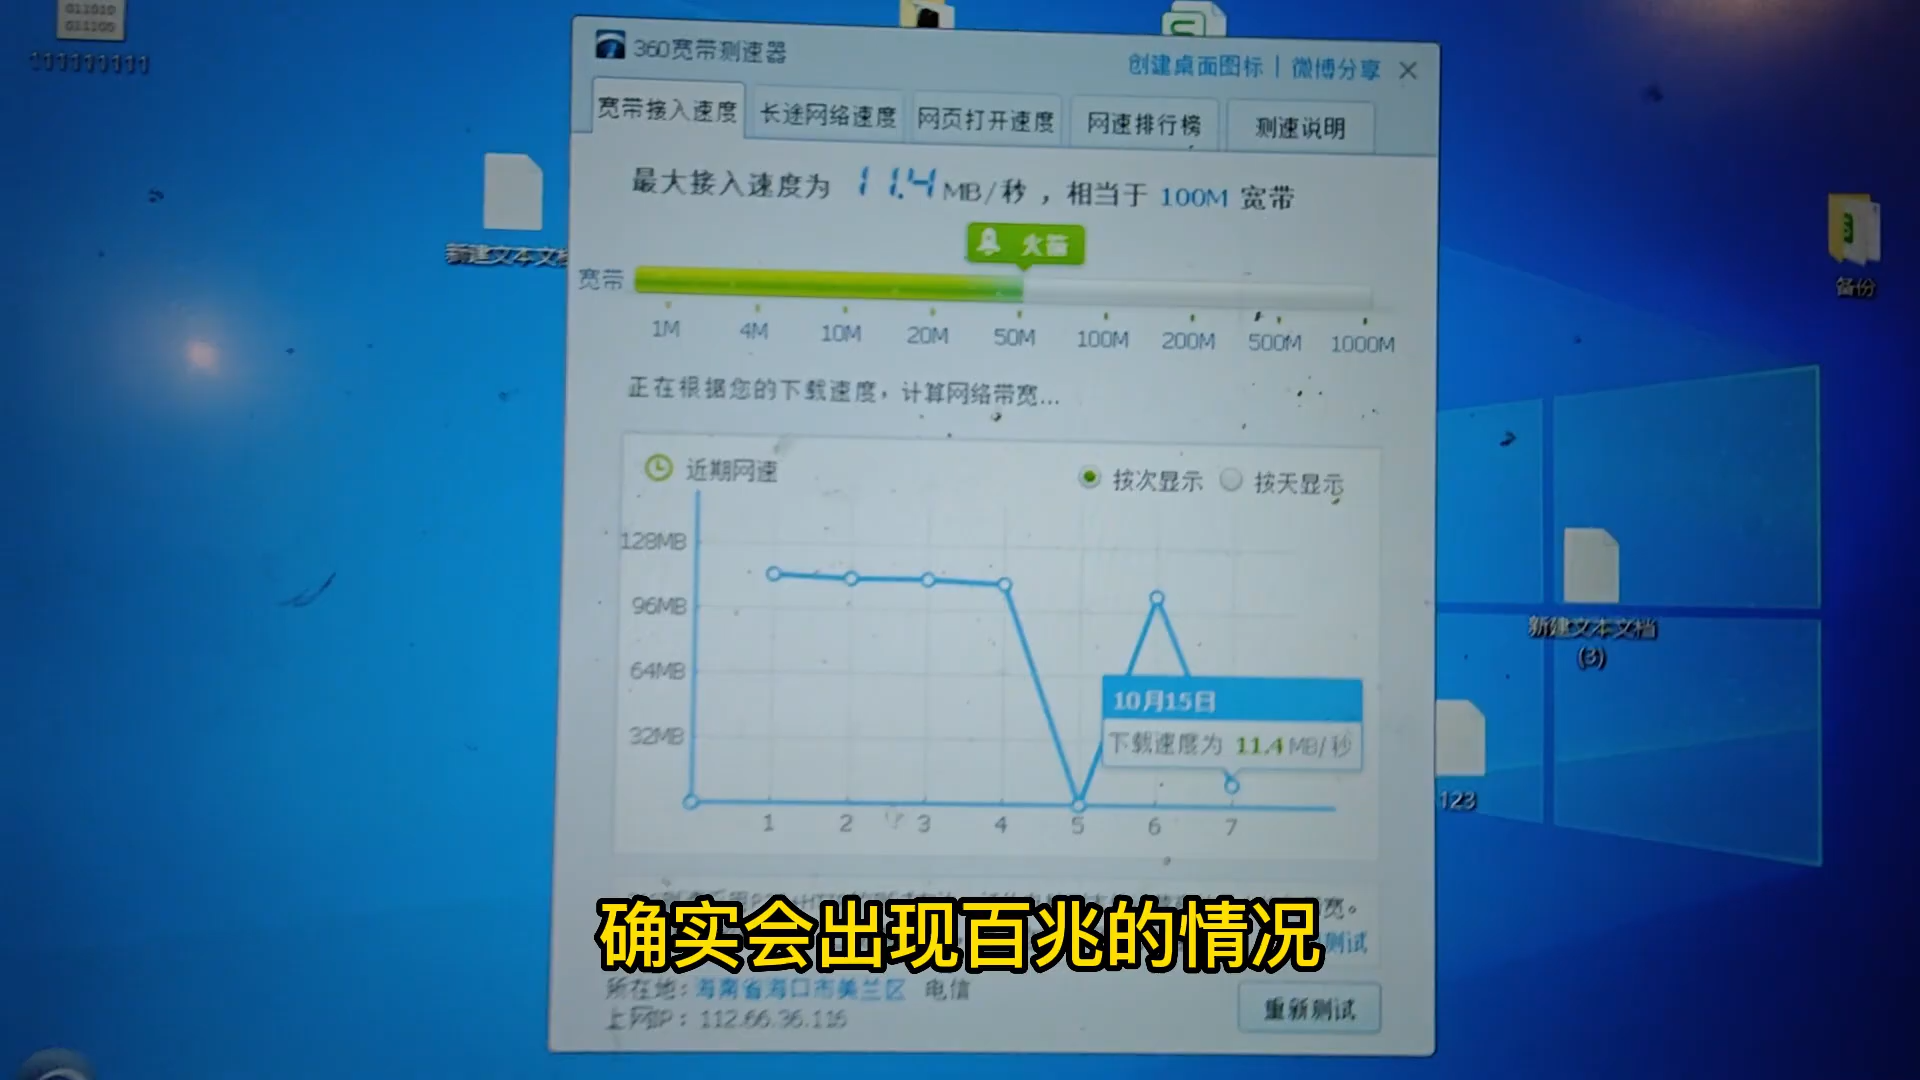 011010
011100
111111111
360宽带测速器
创建桌面图标 | 微博分享
宽带接入速度
长途网络速度
网页打开速度
网速排行榜
测速说明
最大接入速度为 11.4 MB/秒 ，相当于 100M 宽带
火箭
宽带
1M 4M 10M 20M 50M 100M 200M 500M 1000M
正在根据您的下载速度，计算网络带宽...
近期网速
按次显示 按天显示
128MB
96MB
64MB
32MB
10月15日
下载速度为 11.4 MB/秒
1 2 3 4 5 6 7
确实会出现百兆的情况
测试
所在地：海南省海口市美兰区 电信
上网IP：112.66.36.116
重新测试
新建文本文档
备份
新建文本文档
(3)
123